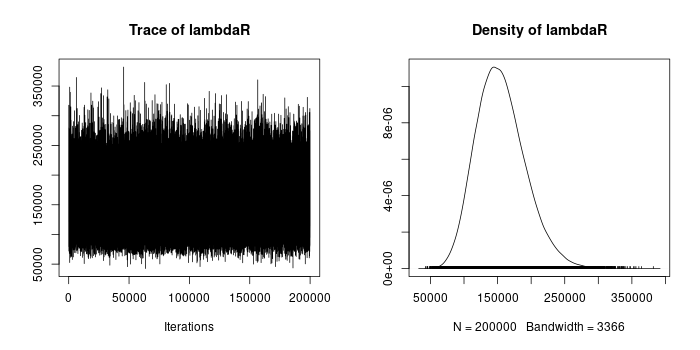 Trace of lambdaR
350000
250000
150000
50000
0
50000
100000
150000
200000
Iterations
Density of lambdaR
8e-06
4e-06
0e+00
50000
150000
250000
350000
N = 200000 Bandwidth = 3366